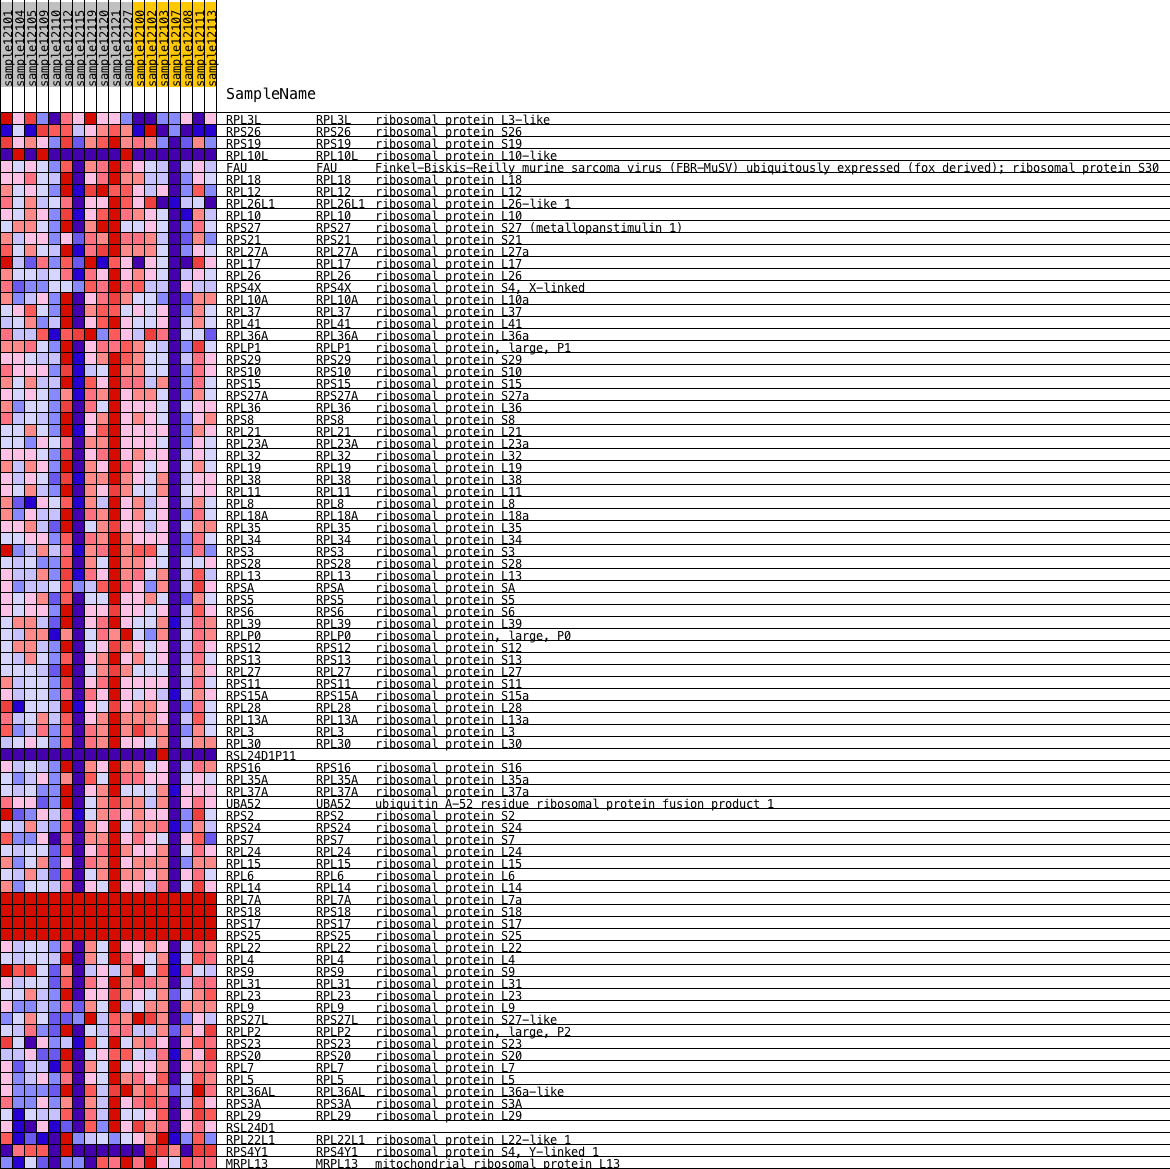 sample12101
sample12104
sample12105
sample12109
sample12110
sample12112
sample12115
sample12119
sample12120
sample12121
sample12127
sample12100
sample12102
sample12103
sample12107
sample12108
sample12111
sample12113
SampleName
RPL3L RPL3L ribosomal protein L3-like
RPS26 RPS26 ribosomal protein S26
RPS19 RPS19 ribosomal protein S19
RPL10L RPL10L ribosomal protein L10-like
FAU FAU Finkel-Biskis-Reilly murine sarcoma virus (FBR-MuSV) ubiquitously expressed (fox derived); ribosomal protein S30
RPL18 RPL18 ribosomal protein L18
RPL12 RPL12 ribosomal protein L12
RPL26L1 RPL26L1 ribosomal protein L26-like 1
RPL10 RPL10 ribosomal protein L10
RPS27 RPS27 ribosomal protein S27 (metallopanstimulin 1)
RPS21 RPS21 ribosomal protein S21
RPL27A RPL27A ribosomal protein L27a
RPL17 RPL17 ribosomal protein L17
RPL26 RPL26 ribosomal protein L26
RPS4X RPS4X ribosomal protein S4, X-linked
RPL10A RPL10A ribosomal protein L10a
RPL37 RPL37 ribosomal protein L37
RPL41 RPL41 ribosomal protein L41
RPL36A RPL36A ribosomal protein L36a
RPLP1 RPLP1 ribosomal protein, large, P1
RPS29 RPS29 ribosomal protein S29
RPS10 RPS10 ribosomal protein S10
RPS15 RPS15 ribosomal protein S15
RPS27A RPS27A ribosomal protein S27a
RPL36 RPL36 ribosomal protein L36
RPS8 RPS8 ribosomal protein S8
RPL21 RPL21 ribosomal protein L21
RPL23A RPL23A ribosomal protein L23a
RPL32 RPL32 ribosomal protein L32
RPL19 RPL19 ribosomal protein L19
RPL38 RPL38 ribosomal protein L38
RPL11 RPL11 ribosomal protein L11
RPL8 RPL8 ribosomal protein L8
RPL18A RPL18A ribosomal protein L18a
RPL35 RPL35 ribosomal protein L35
RPL34 RPL34 ribosomal protein L34
RPS3 RPS3 ribosomal protein S3
RPS28 RPS28 ribosomal protein S28
RPL13 RPL13 ribosomal protein L13
RPSA RPSA ribosomal protein SA
RPS5 RPS5 ribosomal protein S5
RPS6 RPS6 ribosomal protein S6
RPL39 RPL39 ribosomal protein L39
RPLP0 RPLP0 ribosomal protein, large, P0
RPS12 RPS12 ribosomal protein S12
RPS13 RPS13 ribosomal protein S13
RPL27 RPL27 ribosomal protein L27
RPS11 RPS11 ribosomal protein S11
RPS15A RPS15A ribosomal protein S15a
RPL28 RPL28 ribosomal protein L28
RPL13A RPL13A ribosomal protein L13a
RPL3 RPL3 ribosomal protein L3
RPL30 RPL30 ribosomal protein L30
RSL24D1P11
RPS16 RPS16 ribosomal protein S16
RPL35A RPL35A ribosomal protein L35a
RPL37A RPL37A ribosomal protein L37a
UBA52 UBA52 ubiquitin A-52 residue ribosomal protein fusion product 1
RPS2 RPS2 ribosomal protein S2
RPS24 RPS24 ribosomal protein S24
RPS7 RPS7 ribosomal protein S7
RPL24 RPL24 ribosomal protein L24
RPL15 RPL15 ribosomal protein L15
RPL6 RPL6 ribosomal protein L6
RPL14 RPL14 ribosomal protein L14
RPL7A RPL7A ribosomal protein L7a
RPS18 RPS18 ribosomal protein S18
RPS17 RPS17 ribosomal protein S17
RPS25 RPS25 ribosomal protein S25
RPL22 RPL22 ribosomal protein L22
RPL4 RPL4 ribosomal protein L4
RPS9 RPS9 ribosomal protein S9
RPL31 RPL31 ribosomal protein L31
RPL23 RPL23 ribosomal protein L23
RPL9 RPL9 ribosomal protein L9
RPS27L RPS27L ribosomal protein S27-like
RPLP2 RPLP2 ribosomal protein, large, P2
RPS23 RPS23 ribosomal protein S23
RPS20 RPS20 ribosomal protein S20
RPL7 RPL7 ribosomal protein L7
RPL5 RPL5 ribosomal protein L5
RPL36AL RPL36AL ribosomal protein L36a-like
RPS3A RPS3A ribosomal protein S3A
RPL29 RPL29 ribosomal protein L29
RSL24D1
RPL22L1 RPL22L1 ribosomal protein L22-like 1
RPS4Y1 RPS4Y1 ribosomal protein S4, Y-linked 1
MRPL13 MRPL13 mitochondrial ribosomal protein L13